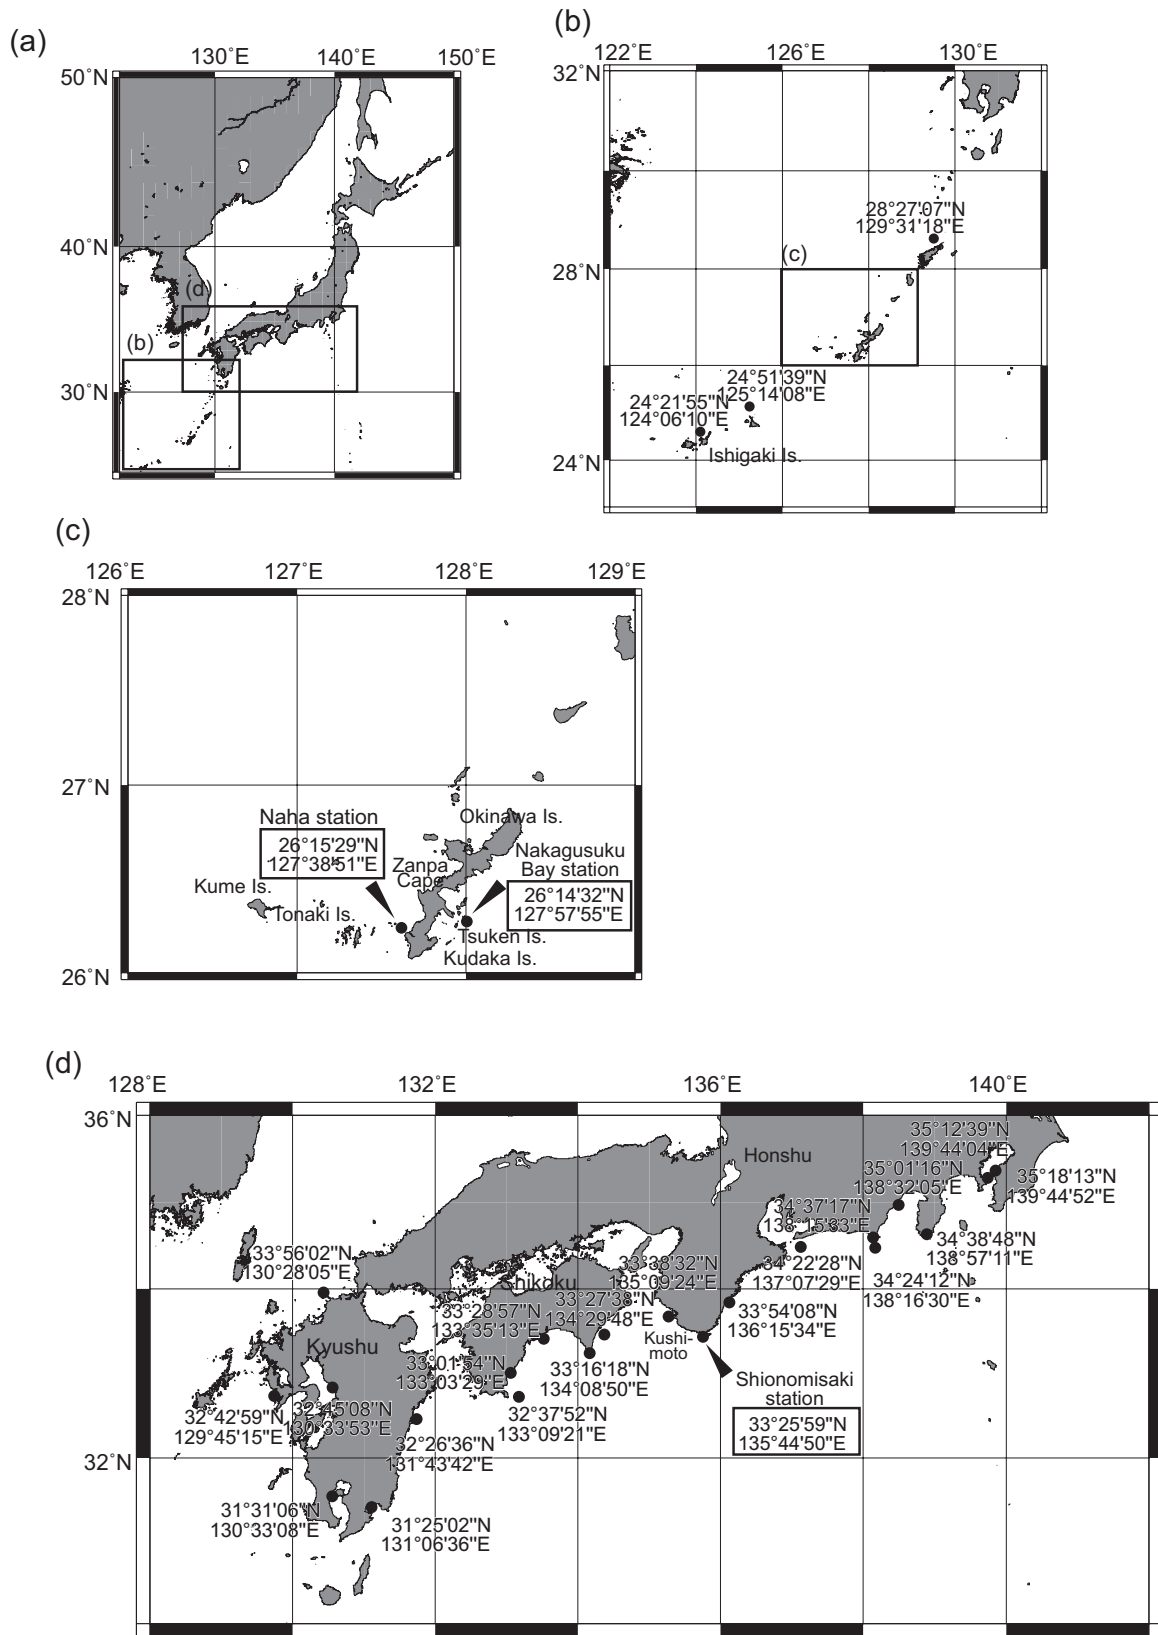 (a)
130°E
140°E
150°E
50°N
40°N
30°N
(d)
(b)
(b)
122°E
126°E
130°E
32°N
28°N
24°N
28°27'07"N
129°31'18"E
(c)
24°51'39"N
125°14'08"E
24°21'55"N
124°06'10"E
Ishigaki Is.
(c)
126°E
127°E
128°E
129°E
28°N
27°N
26°N
Naha station
26°15'29"N
127°38'51"E
Okinawa Is.
Zanpa
Cape
Nakagusuku
Bay station
26°14'32"N
127°57'55"E
Kume Is.
Tonaki Is.
Tsuken Is.
Kudaka Is.
(d)
128°E
132°E
136°E
140°E
36°N
32°N
Honshu
35°12'39"N
139°44'04"E
35°01'16"N
138°32'05"E
35°18'13"N
139°44'52"E
34°37'17"N
138°15'33"E
34°38'48"N
138°57'11"E
33°56'02"N
130°28'05"E
33°38'32"N
135°09'24"E
34°22'28"N
137°07'29"E
34°24'12"N
138°16'30"E
Shikoku
33°27'38"N
134°29'48"E
33°28'57"N
133°35'13"E
33°54'08"N
136°15'34"E
Kyushu
Kushi-
moto
33°01'54"N
133°03'29"E
33°16'18"N
134°08'50"E
Shionomisaki
station
33°25'59"N
135°44'50"E
32°42'59"N
129°45'15"E
32°45'08"N
130°33'53"E
32°37'52"N
133°09'21"E
32°26'36"N
131°43'42"E
31°31'06"N
130°33'08"E
31°25'02"N
131°06'36"E